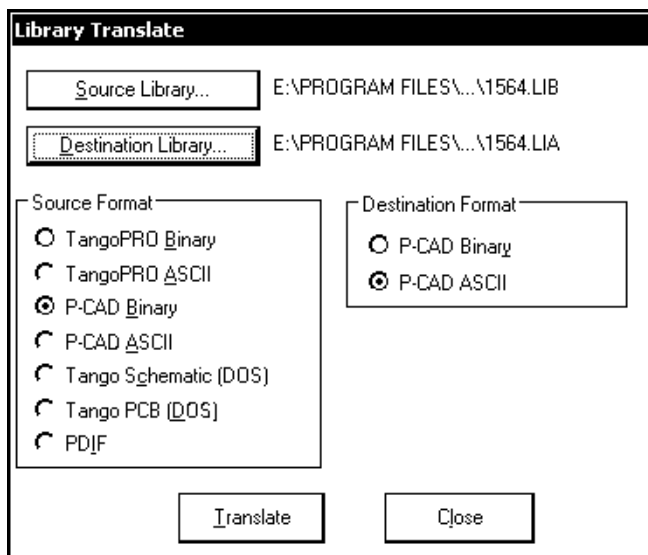 Library Translate
Source Library... E:\PROGRAM FILES\...\1564.LIB
Destination Library... E:\PROGRAM FILES\...\1564.LIA
Source Format
TangoPRO Binary
TangoPRO ASCII
P-CAD Binary
P-CAD ASCII
Tango Schematic (DOS)
Tango PCB (DOS)
PDIF
Destination Format
P-CAD Binary
P-CAD ASCII
Translate Close